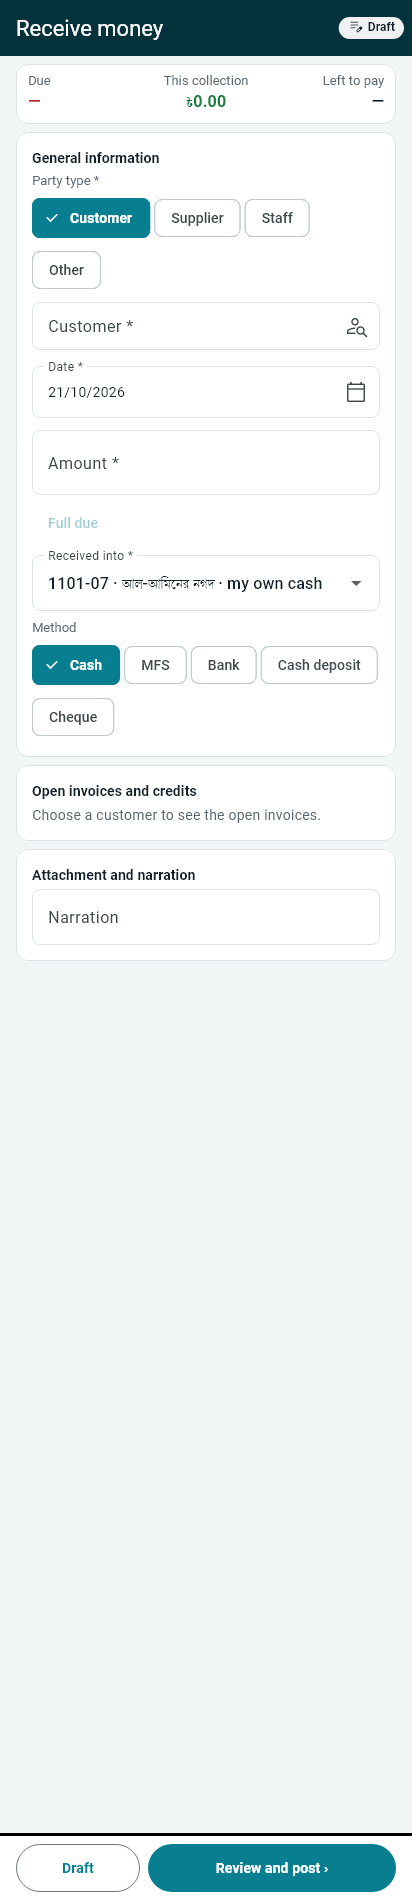 Receive money
Draft
Due
This collection
Left to pay
—
৳0.00
—
General information
Party type *
Customer
Supplier
Staff
Other
Customer *
Date *
21/10/2026
Amount *
Full due
Received into *
1101-07 · আল-আমিনের নগদ · my own cash
Method
Cash
MFS
Bank
Cash deposit
Cheque
Open invoices and credits
Choose a customer to see the open invoices.
Attachment and narration
Narration
Draft
Review and post ›